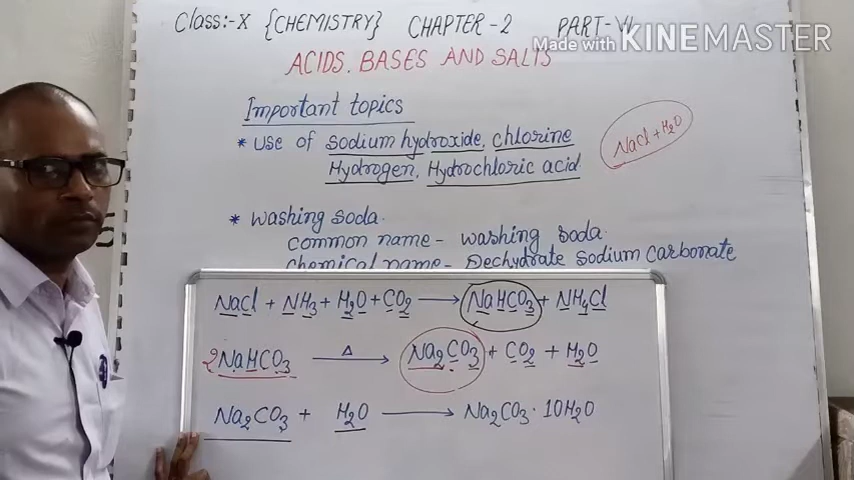 Class:-X {CHEMISTRY} CHAPTER-2 PART-VI
Made with KINEMASTER
ACIDS. BASES AND SALTS
Important topics
* Use of sodium hydroxide, chlorine
Hydrogen, Hydrochloric acid
NaCl + H₂O
* Washing Soda.
Common name - washing soda.
chemical name - Dechydrate Sodium Carbonate
NaCl + NH₃ + H₂O + CO₂ ⟶ NaHCO₃ + NH₄Cl
2NaHCO₃ —Δ→ Na₂CO₃ + CO₂ + H₂O
Na₂CO₃ + H₂O ⟶ Na₂CO₃·10H₂O